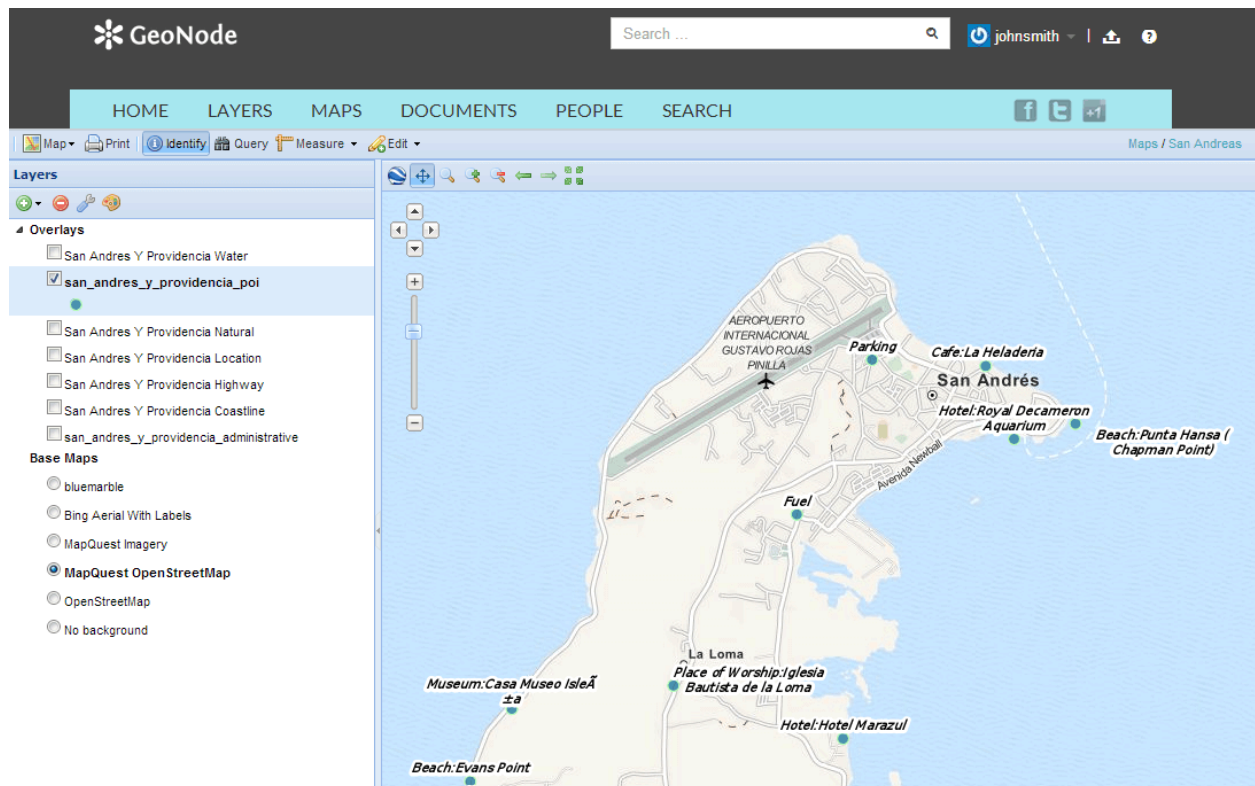 GeoNode
Search ...
johnsmith
HOME LAYERS MAPS DOCUMENTS PEOPLE SEARCH
+1
Map Print Identify Query Measure Edit
Maps / San Andreas
Layers
Overlays
San Andres Y Providencia Water
san_andres_y_providencia_poi
San Andres Y Providencia Natural
San Andres Y Providencia Location
San Andres Y Providencia Highway
San Andres Y Providencia Coastline
san_andres_y_providencia_administrative
Base Maps
bluemarble
Bing Aerial With Labels
MapQuest Imagery
MapQuest OpenStreetMap
OpenStreetMap
No background
AEROPUERTO
INTERNACIONAL
GUSTAVO ROJAS
PINILLA
Parking
Cafe:La Heladería
San Andrés
Hotel:Royal Decameron
Aquarium
Beach:Punta Hansa (
Chapman Point)
Avenida Newball
Fuel
La Loma
Place of Worship:Iglesia
Bautista de la Loma
Museum:Casa Museo IsleÃ
±a
Hotel:Hotel Marazul
Beach:Evans Point